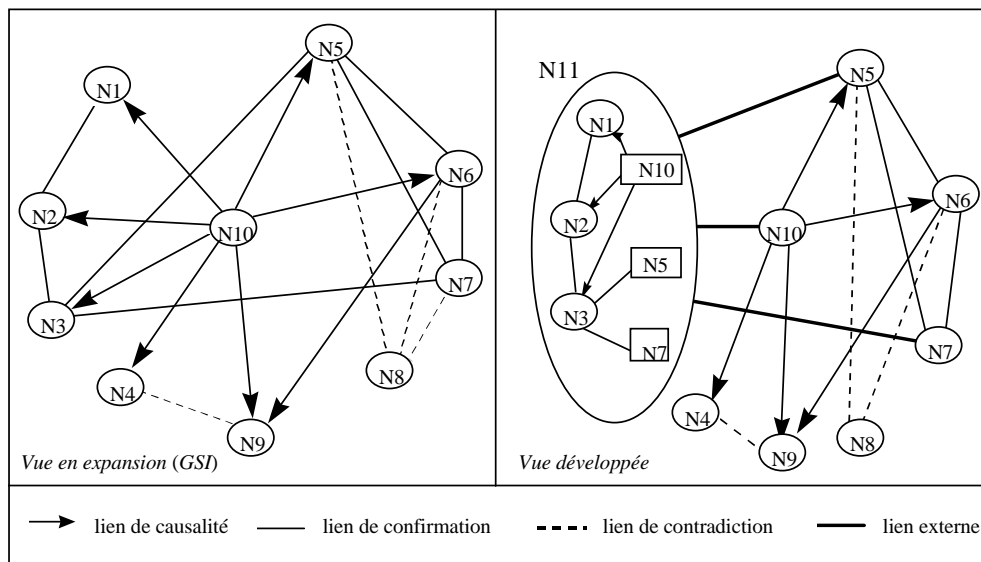 N5
N1
N6
N2
N10
N7
N3
N8
N4
N9
Vue en expansion (GSI)
N11
N5
N1
N10
N6
N2
N10
N5
N3
N7
N7
N4
N8
N9
Vue développée
lien de causalité
lien de confirmation
lien de contradiction
lien externe